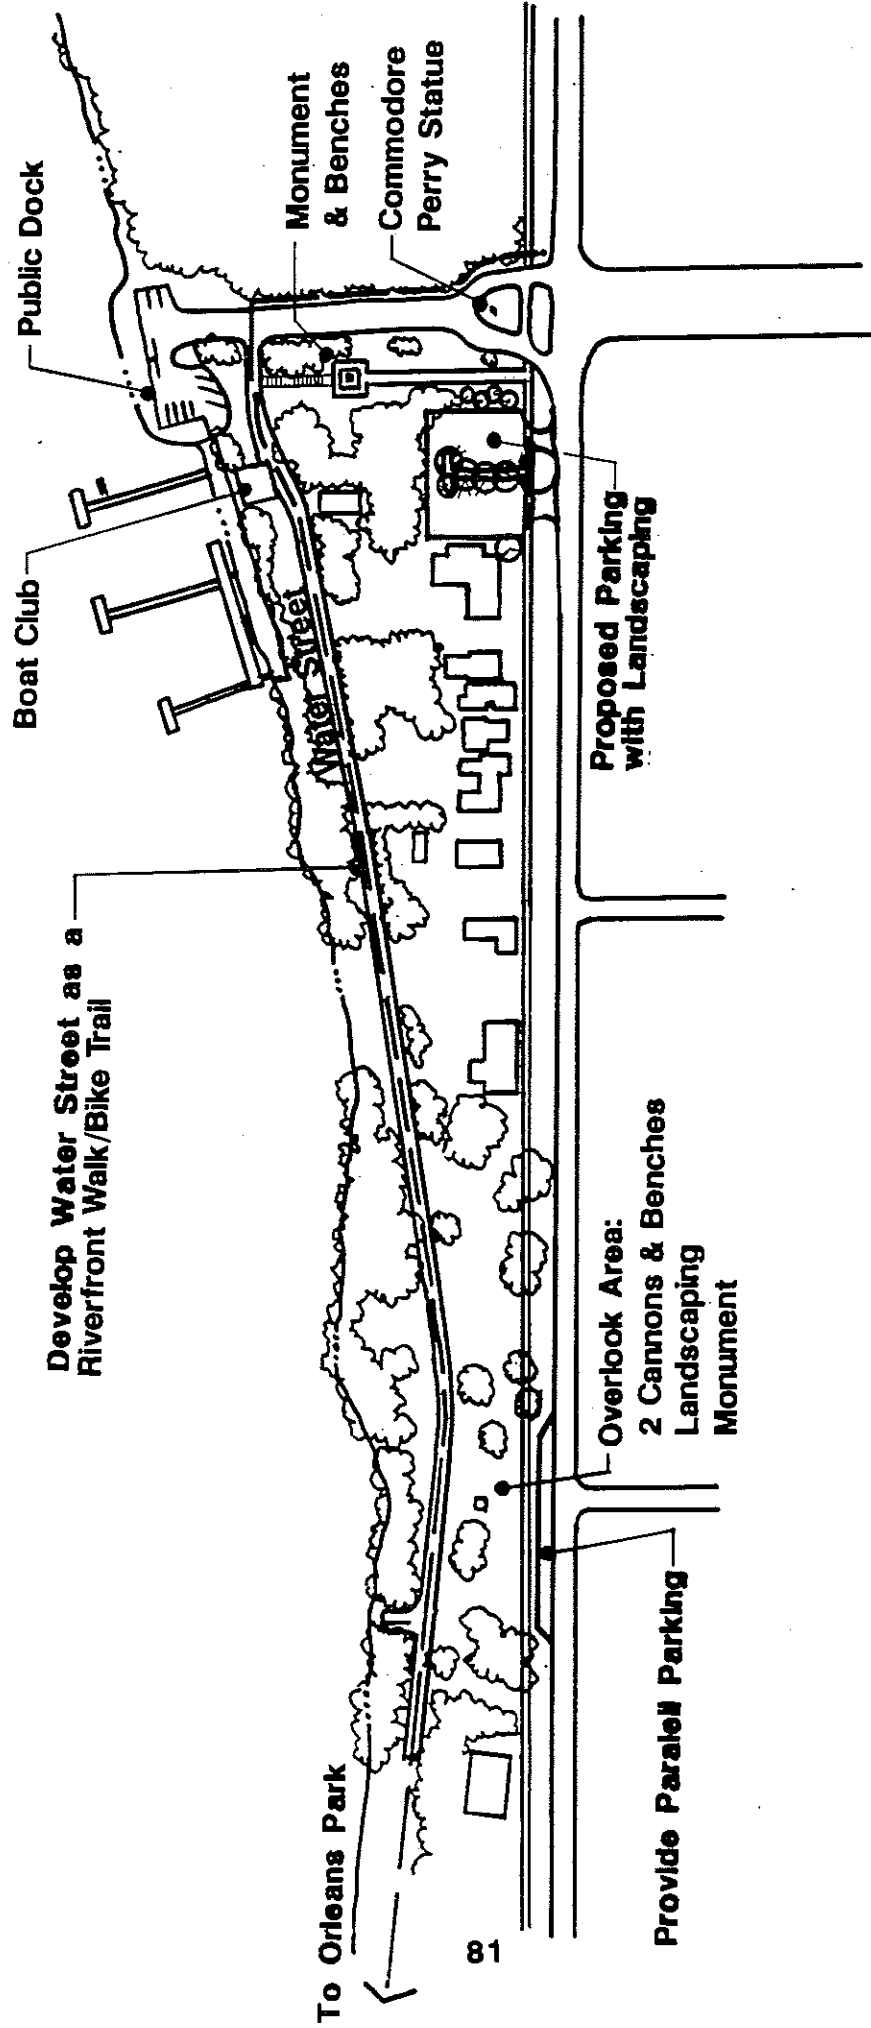 To Orleans Park
Develop Water Street as a
Riverfront Walk/Bike Trail
Boat Club
Public Dock
Water Street
Monument
& Benches
Commodore
Perry Statue
Proposed Parking
with Landscaping
Overlook Area:
2 Cannons & Benches
Landscaping
Monument
Provide Paralell Parking
81